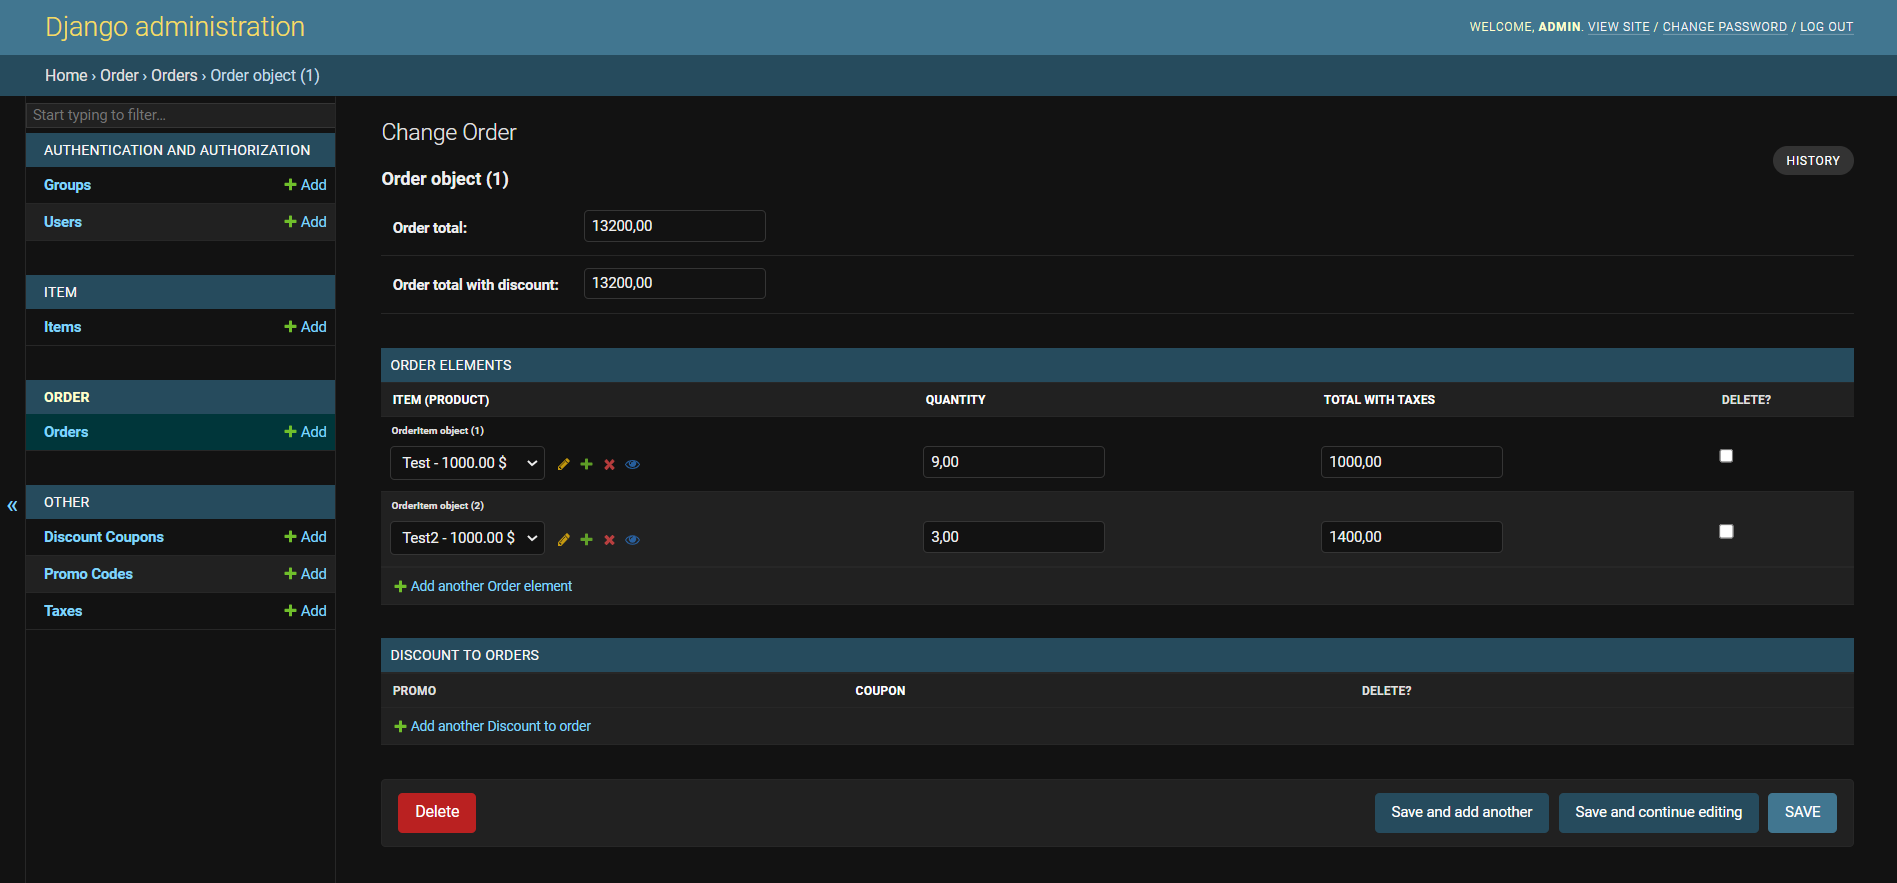 Django administration
WELCOME, ADMIN. VIEW SITE / CHANGE PASSWORD / LOG OUT
Home › Order › Orders › Order object (1)
Start typing to filter...
AUTHENTICATION AND AUTHORIZATION
Groups Add
Users Add
ITEM
Items Add
ORDER
Orders Add
«
OTHER
Discount Coupons Add
Promo Codes Add
Taxes Add
Change Order
HISTORY
Order object (1)
Order total: 13200,00
Order total with discount: 13200,00
ORDER ELEMENTS
ITEM (PRODUCT) QUANTITY TOTAL WITH TAXES DELETE?
OrderItem object (1)
Test - 1000.00 $ 9,00 1000,00
OrderItem object (2)
Test2 - 1000.00 $ 3,00 1400,00
Add another Order element
DISCOUNT TO ORDERS
PROMO COUPON DELETE?
Add another Discount to order
Delete Save and add another Save and continue editing SAVE